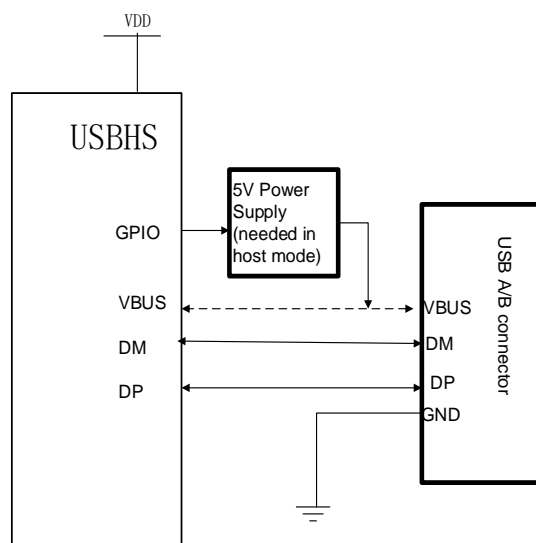 VDD
USBHS
5V Power
Supply
(needed in
host mode)
GPIO
VBUS
DM
DP
VBUS
DM
DP
GND
USB A/B connector